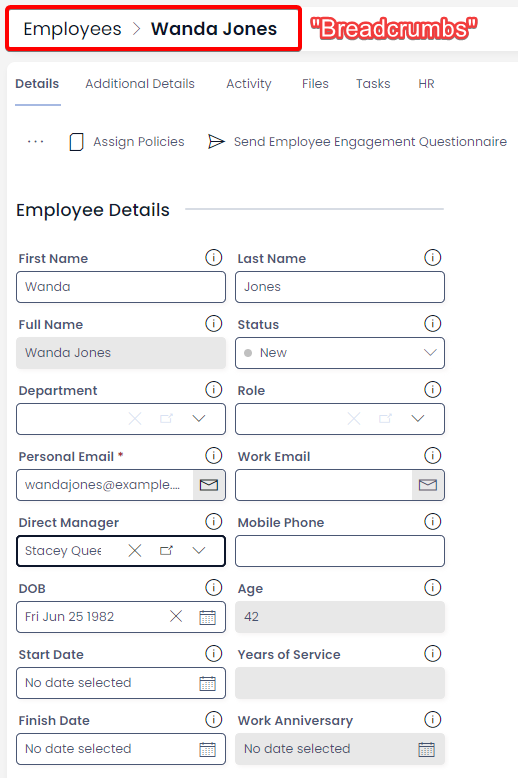 Employees > Wanda Jones "Breadcrumbs"
Details Additional Details Activity Files Tasks HR
... Assign Policies Send Employee Engagement Questionnaire
Employee Details
First Name Last Name
Wanda Jones
Full Name Status
Wanda Jones New
Department Role
Personal Email * Work Email
wandajones@example....
Direct Manager Mobile Phone
Stacey Quee
DOB Age
Fri Jun 25 1982 42
Start Date Years of Service
No date selected
Finish Date Work Anniversary
No date selected No date selected